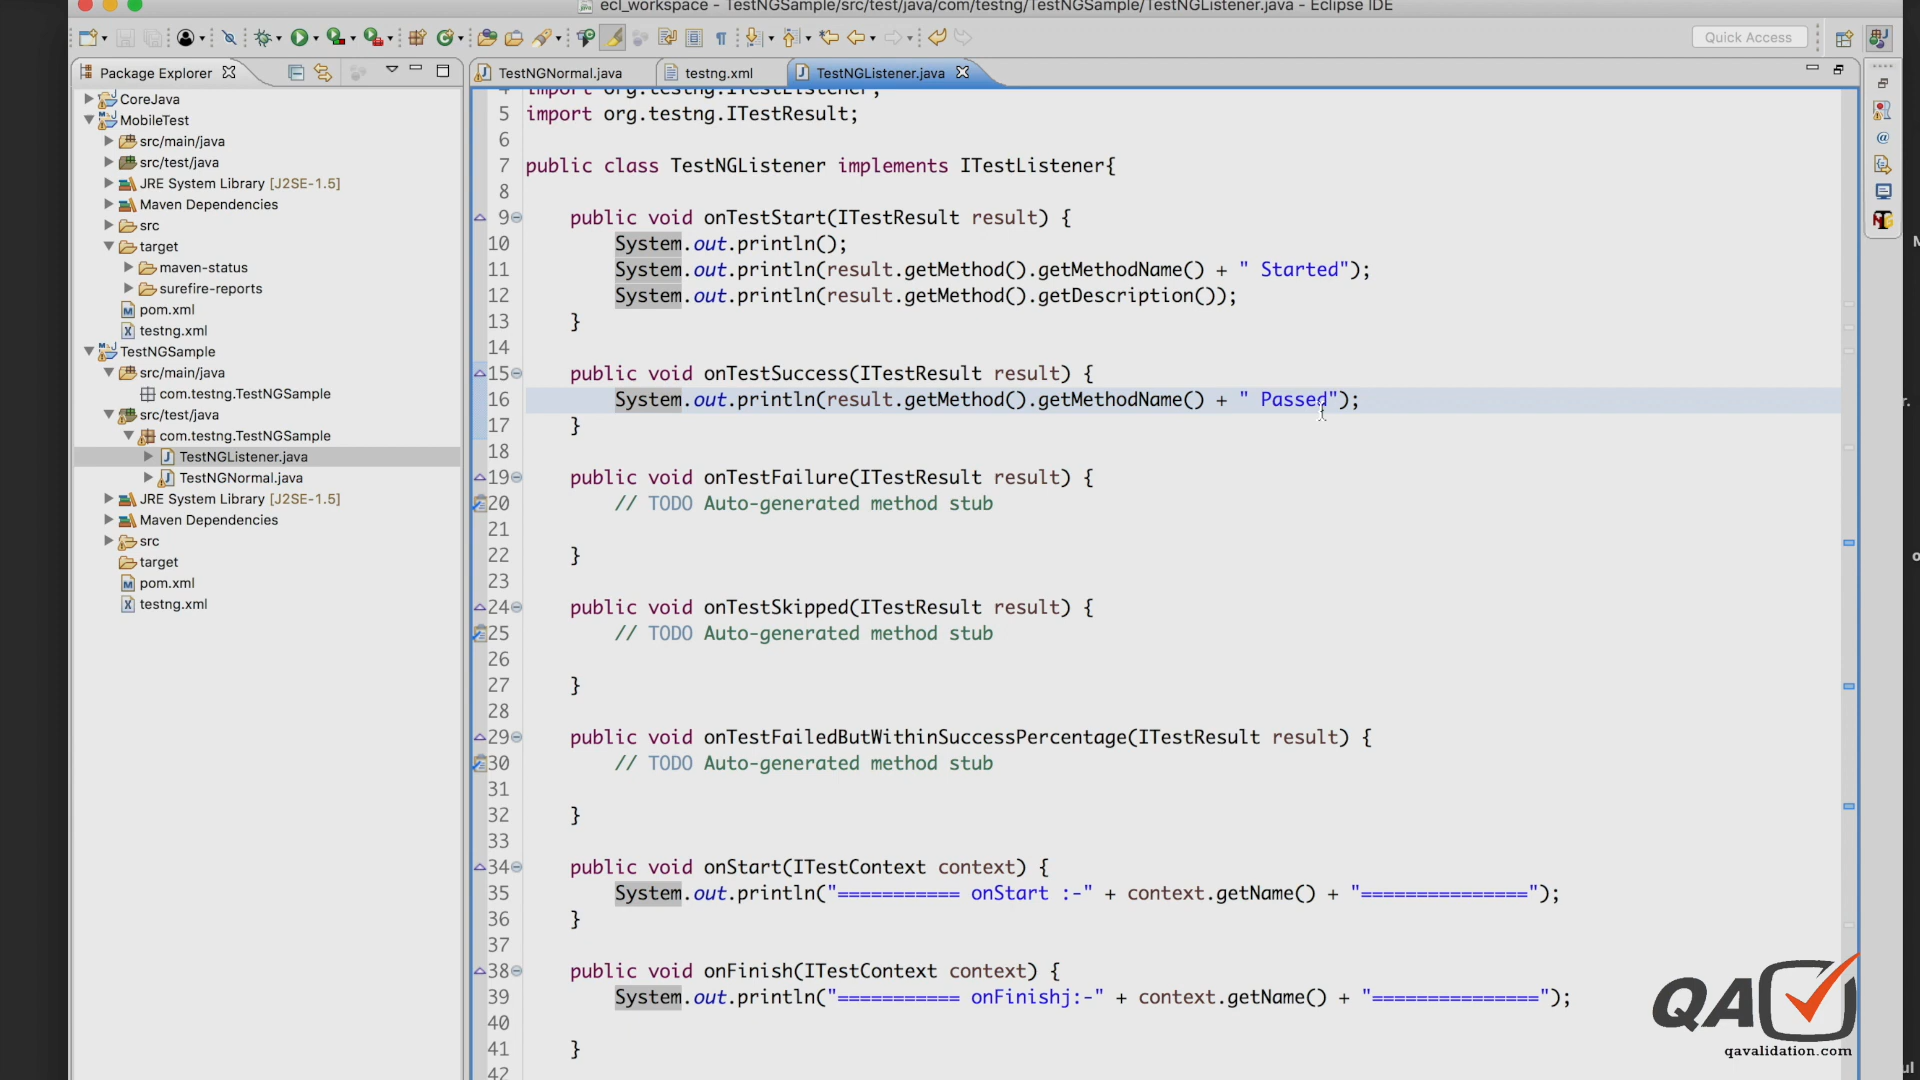 ecl_workspace - TestNGSample/src/test/java/com/testng/TestNGSample/TestNGListener.java - Eclipse IDE
Quick Access
Package Explorer
TestNGNormal.java
testng.xml
TestNGListener.java
CoreJava
MobileTest
src/main/java
src/test/java
JRE System Library [J2SE-1.5]
Maven Dependencies
src
target
maven-status
surefire-reports
pom.xml
testng.xml
TestNGSample
src/main/java
com.testng.TestNGSample
src/test/java
com.testng.TestNGSample
TestNGListener.java
TestNGNormal.java
JRE System Library [J2SE-1.5]
Maven Dependencies
src
target
pom.xml
testng.xml
4 import org.testng.ITestListener;
5 import org.testng.ITestResult;
6
7 public class TestNGListener implements ITestListener{
8
9 public void onTestStart(ITestResult result) {
10 System.out.println();
11 System.out.println(result.getMethod().getMethodName() + " Started");
12 System.out.println(result.getMethod().getDescription());
13 }
14
15 public void onTestSuccess(ITestResult result) {
16 System.out.println(result.getMethod().getMethodName() + " Passed");
17 }
18
19 public void onTestFailure(ITestResult result) {
20 // TODO Auto-generated method stub
21
22 }
23
24 public void onTestSkipped(ITestResult result) {
25 // TODO Auto-generated method stub
26
27 }
28
29 public void onTestFailedButWithinSuccessPercentage(ITestResult result) {
30 // TODO Auto-generated method stub
31
32 }
33
34 public void onStart(ITestContext context) {
35 System.out.println("=========== onStart :-" + context.getName() + "===============");
36 }
37
38 public void onFinish(ITestContext context) {
39 System.out.println("=========== onFinishj:-" + context.getName() + "===============");
40
41 }
42
QA
qavalidation.com